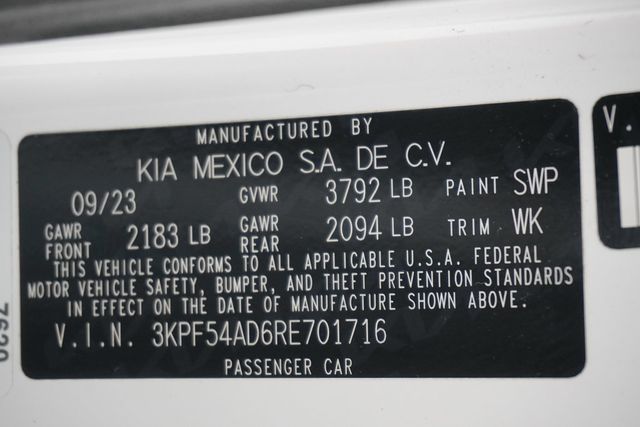 MANUFACTURED BY
KIA MEXICO S.A. DE C.V.
09/23 GVWR 3792 LB PAINT SWP
GAWR FRONT 2183 LB GAWR REAR 2094 LB TRIM WK
THIS VEHICLE CONFORMS TO ALL APPLICABLE U.S.A. FEDERAL
MOTOR VEHICLE SAFETY, BUMPER, AND THEFT PREVENTION STANDARDS
IN EFFECT ON THE DATE OF MANUFACTURE SHOWN ABOVE.
V.I.N. 3KPF54AD6RE701716
PASSENGER CAR
V.